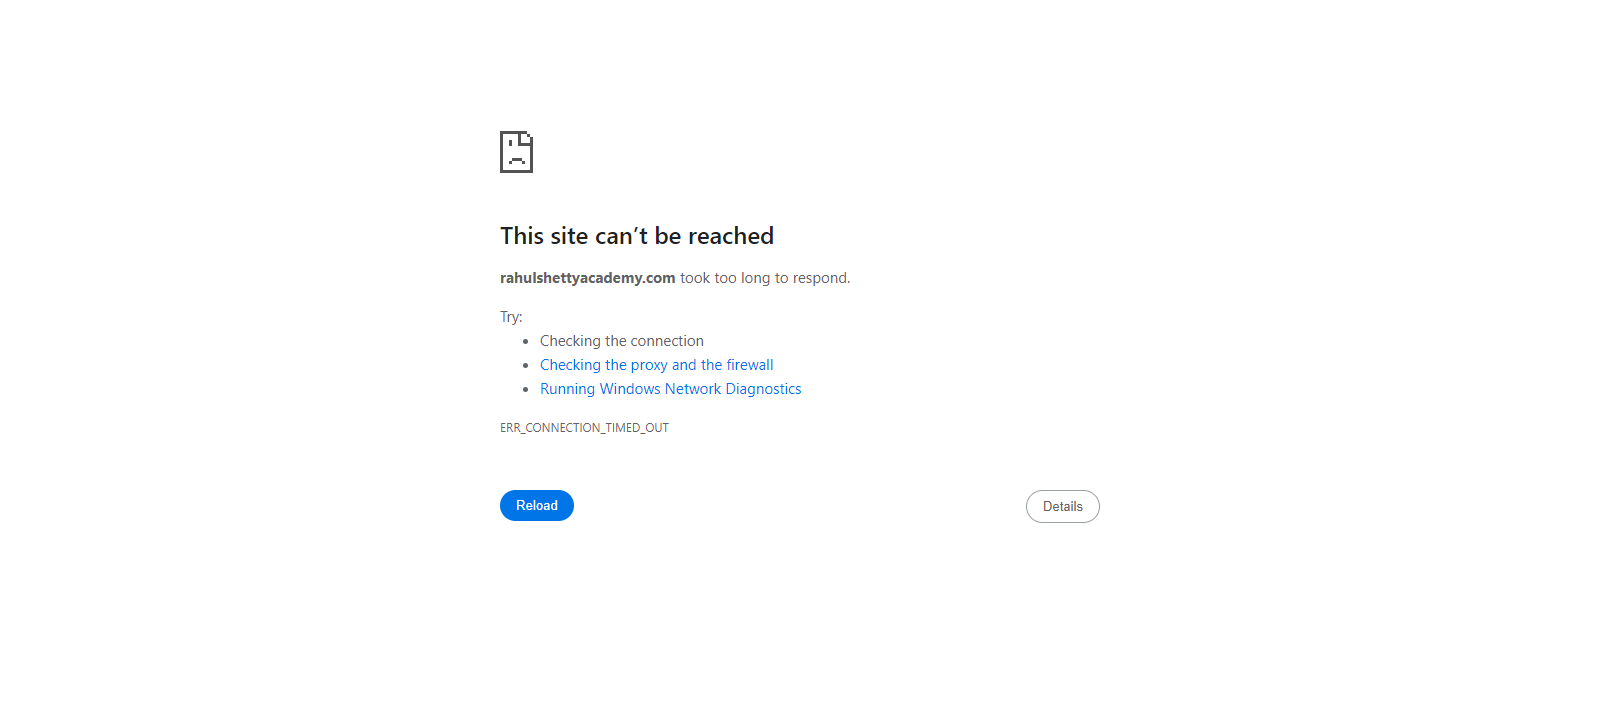 This site can’t be reached
rahulshettyacademy.com took too long to respond.
Try:
Checking the connection
Checking the proxy and the firewall
Running Windows Network Diagnostics
ERR_CONNECTION_TIMED_OUT
Reload
Details